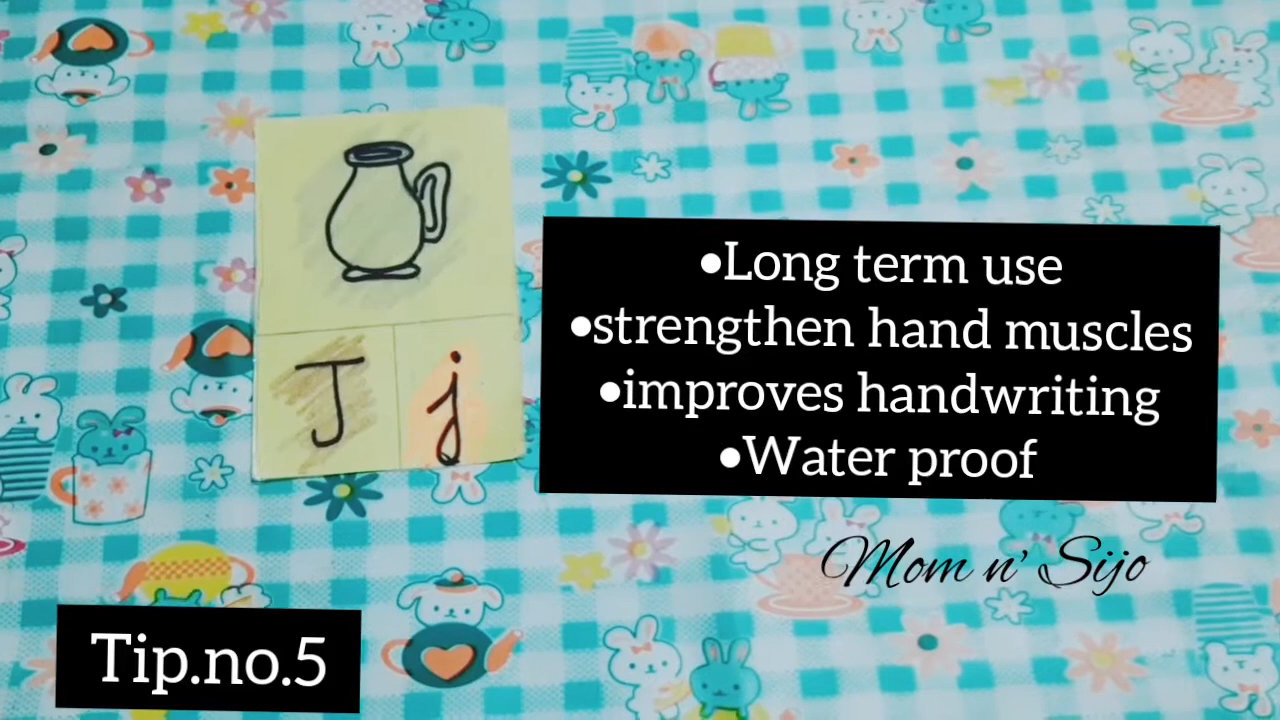 J j
•Long term use
•strengthen hand muscles
•improves handwriting
•Water proof
Mom n' Sijo
Tip.no.5